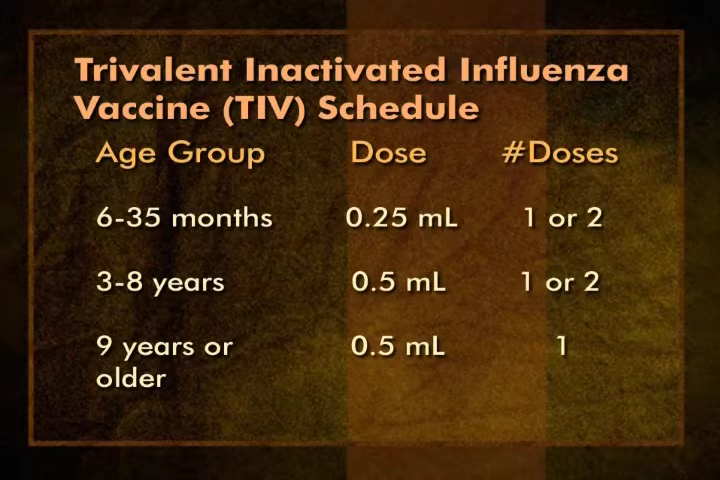 Trivalent Inactivated Influenza
Vaccine (TIV) Schedule
Age Group Dose #Doses
6-35 months 0.25 mL 1 or 2
3-8 years 0.5 mL 1 or 2
9 years or 0.5 mL 1
older